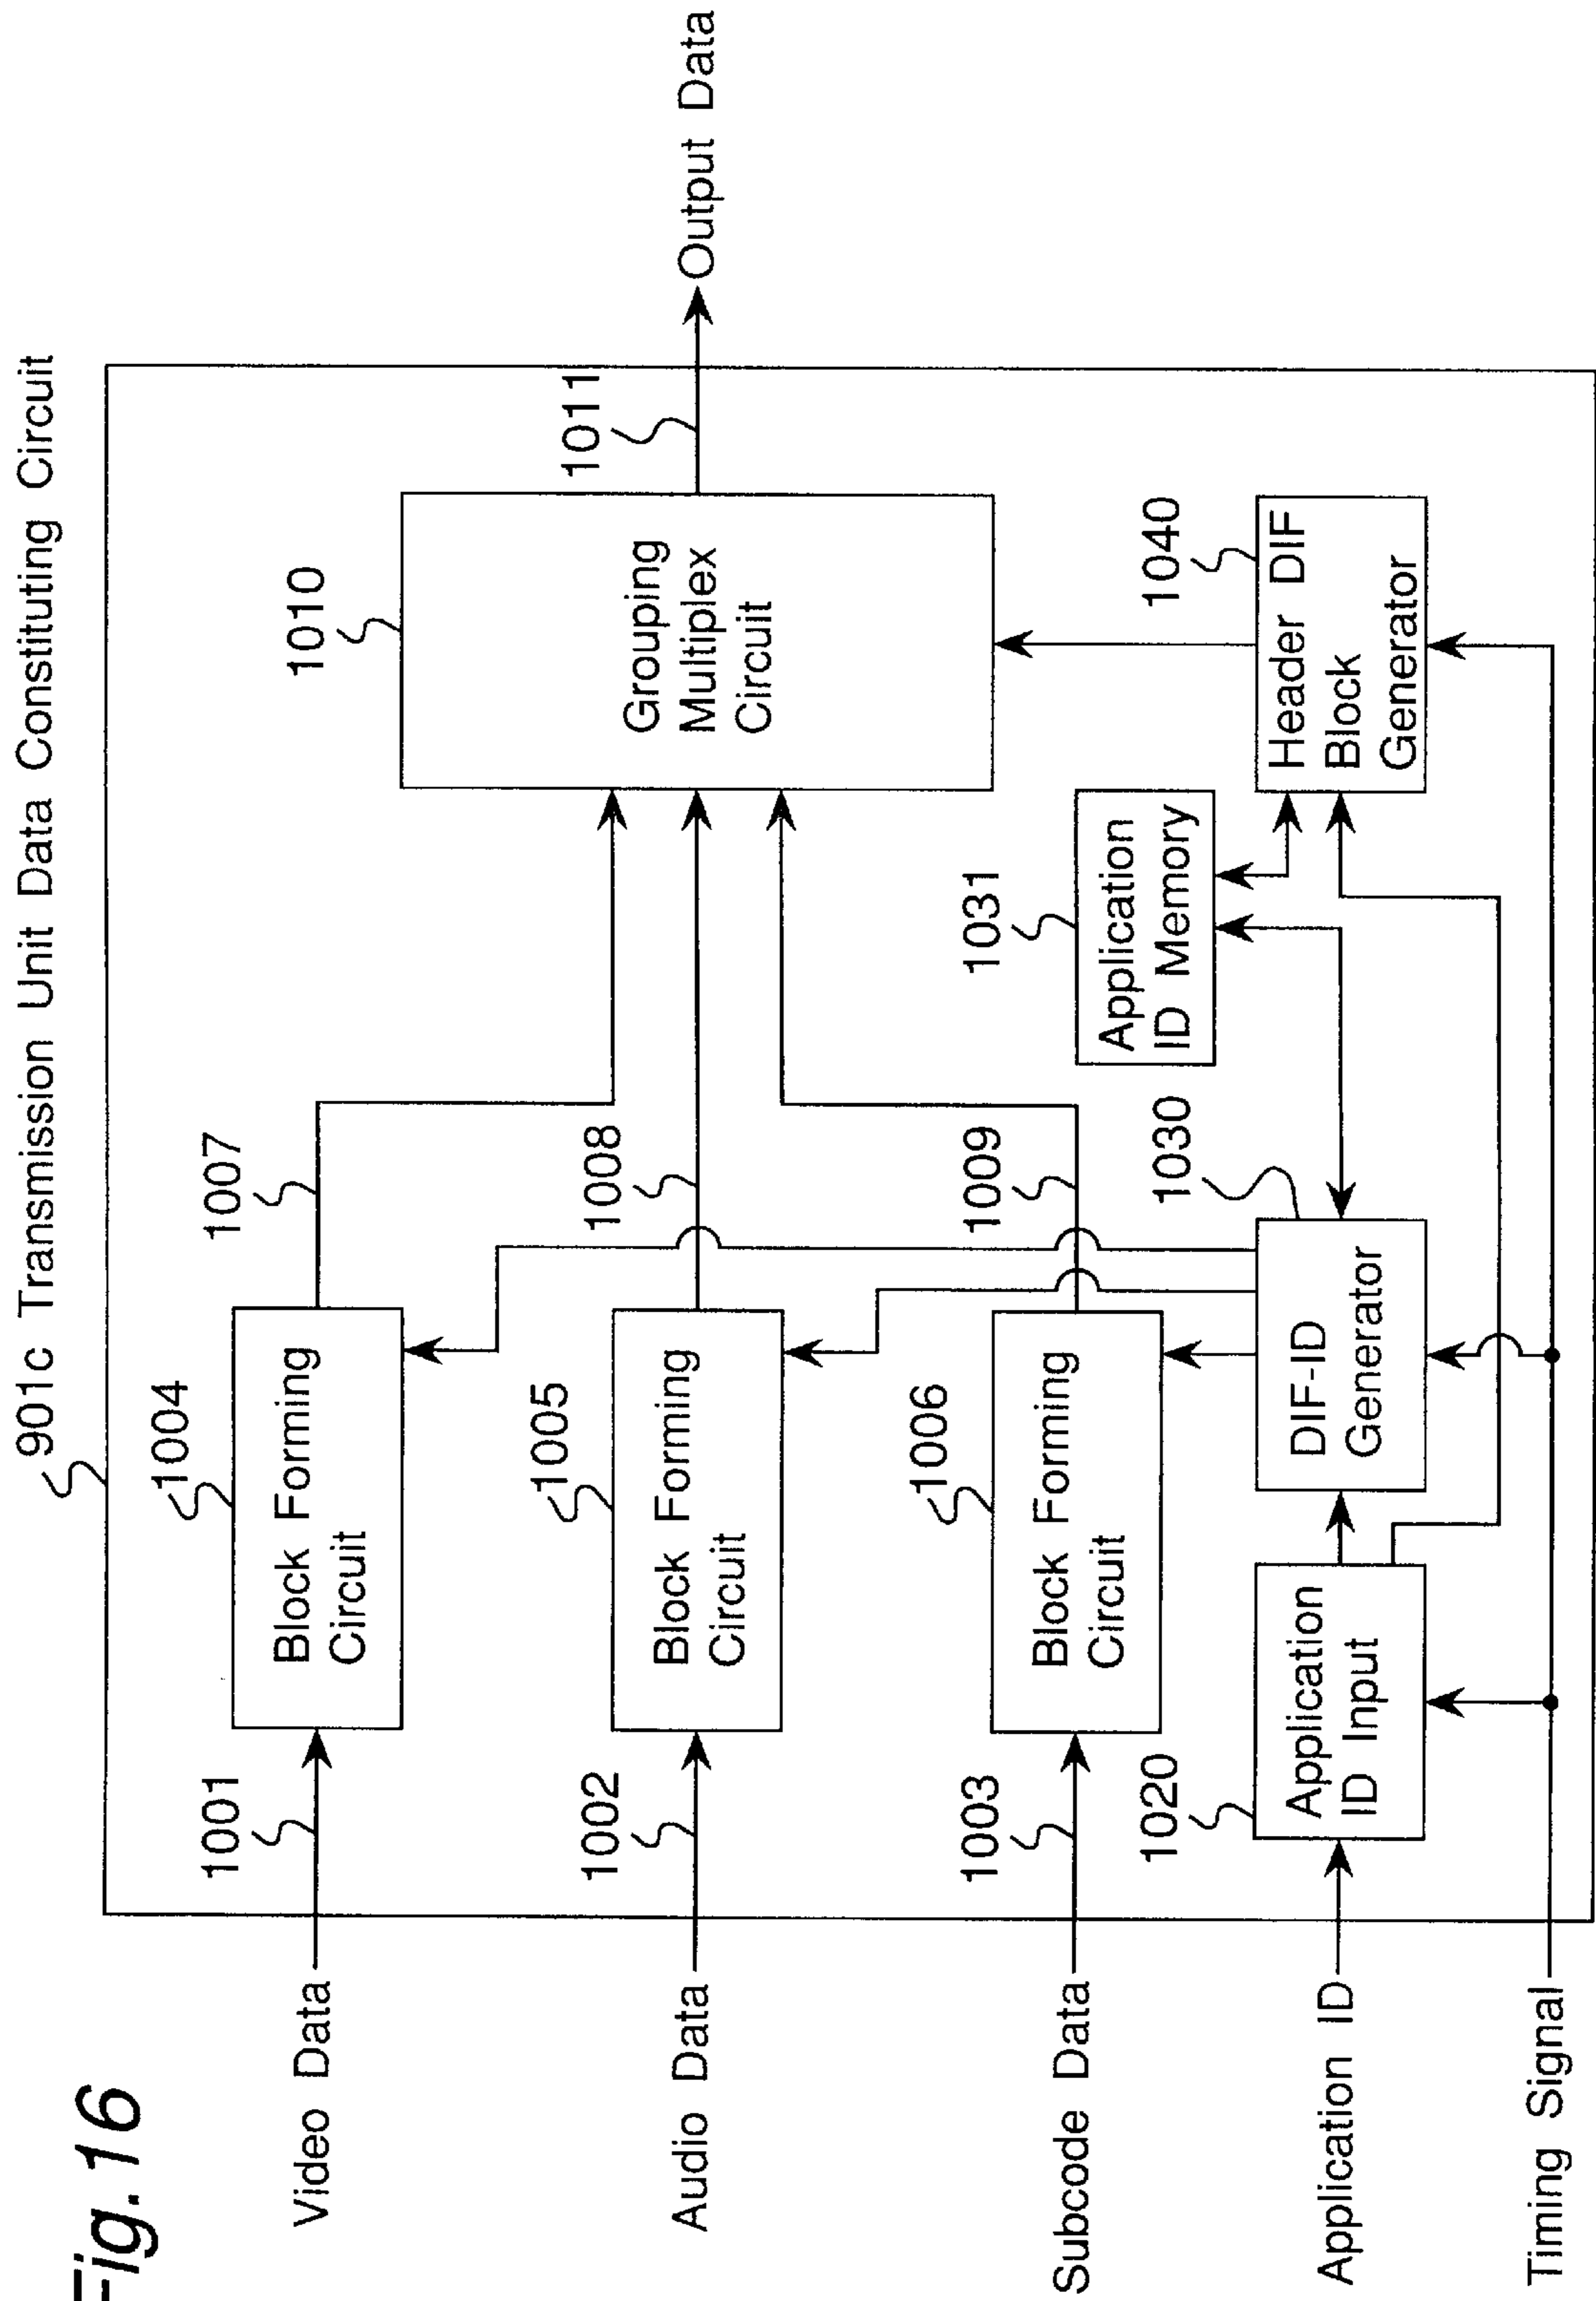 Fig.16
901c Transmission Unit Data Constituting Circuit
Video Data
1001
1004
Block Forming
Circuit
1007
Audio Data
1002
1005
Block Forming
Circuit
1008
Subcode Data
1003
1006
Block Forming
Circuit
1009
1010
Grouping
Multiplex
Circuit
1011
Output Data
Application ID
1020
Application
ID Input
1030
DIF-ID
Generator
1031
Application
ID Memory
1040
Header DIF
Block
Generator
Timing Signal